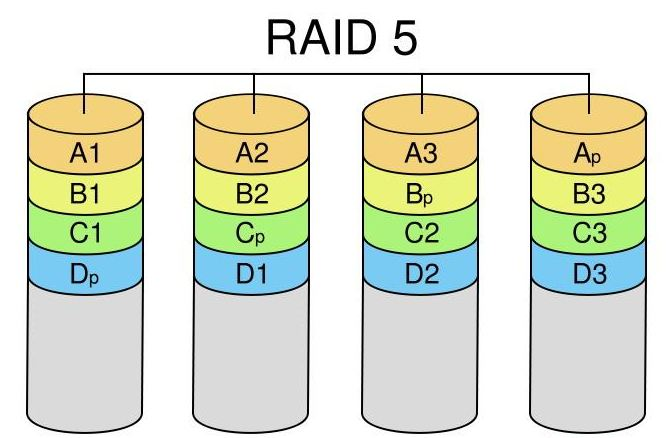 RAID 5
A1 A2 A3 Ap
B1 B2 Bp B3
C1 Cp C2 C3
Dp D1 D2 D3